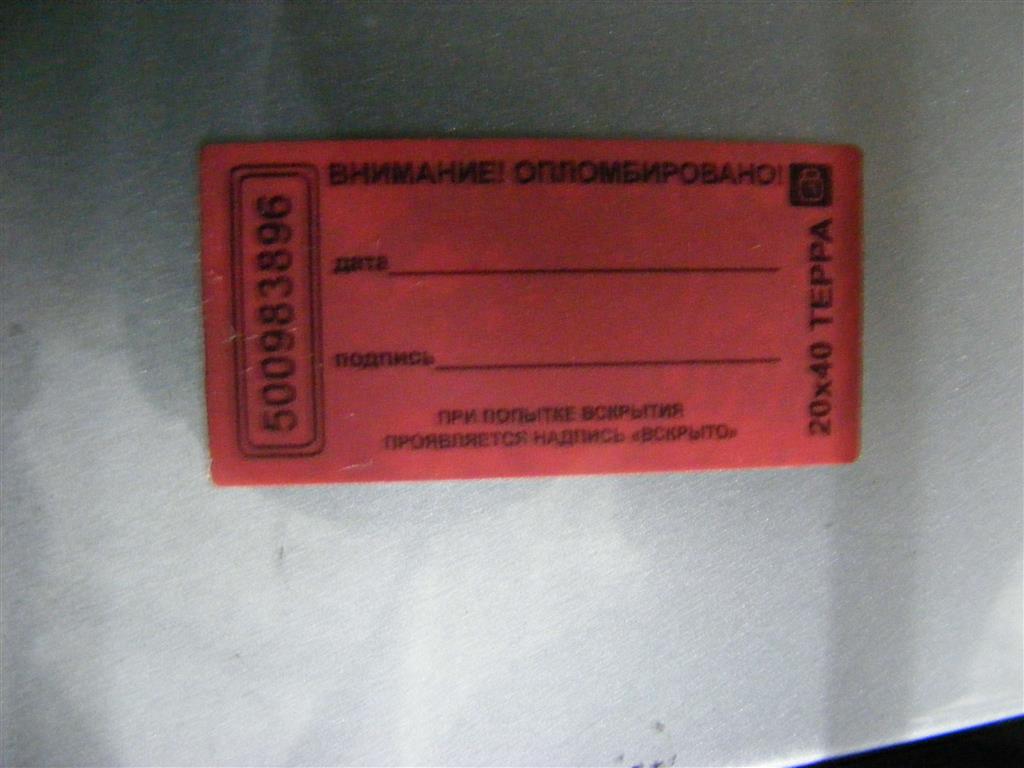 500983896
ВНИМАНИЕ! ОПЛОМБИРОВАНО!
дата
подпись
ПРИ ПОПЫТКЕ ВСКРЫТИЯ
ПРОЯВЛЯЕТСЯ НАДПИСЬ «ВСКРЫТО»
20x40 ТЕРРА